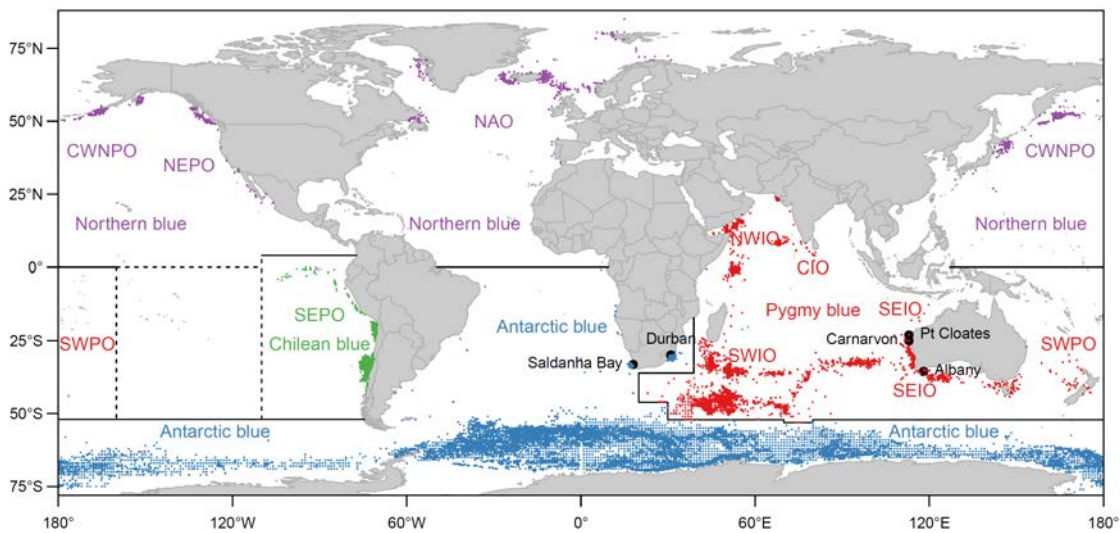 75°N
50°N
25°N
0°
25°S
50°S
75°S
CWNPO
NEPO
NAO
CWNPO
Northern blue
Northern blue
Northern blue
NWIO
CIO
SEPO
Chilean blue
SWPO
Antarctic blue
Pygmy blue
SEIO
Durban
Saldanha Bay
SWIO
Carnarvon
Pt Cloates
Albany
SEIO
SWPO
Antarctic blue
Antarctic blue
180°
120°W
60°W
0°
60°E
120°E
180°